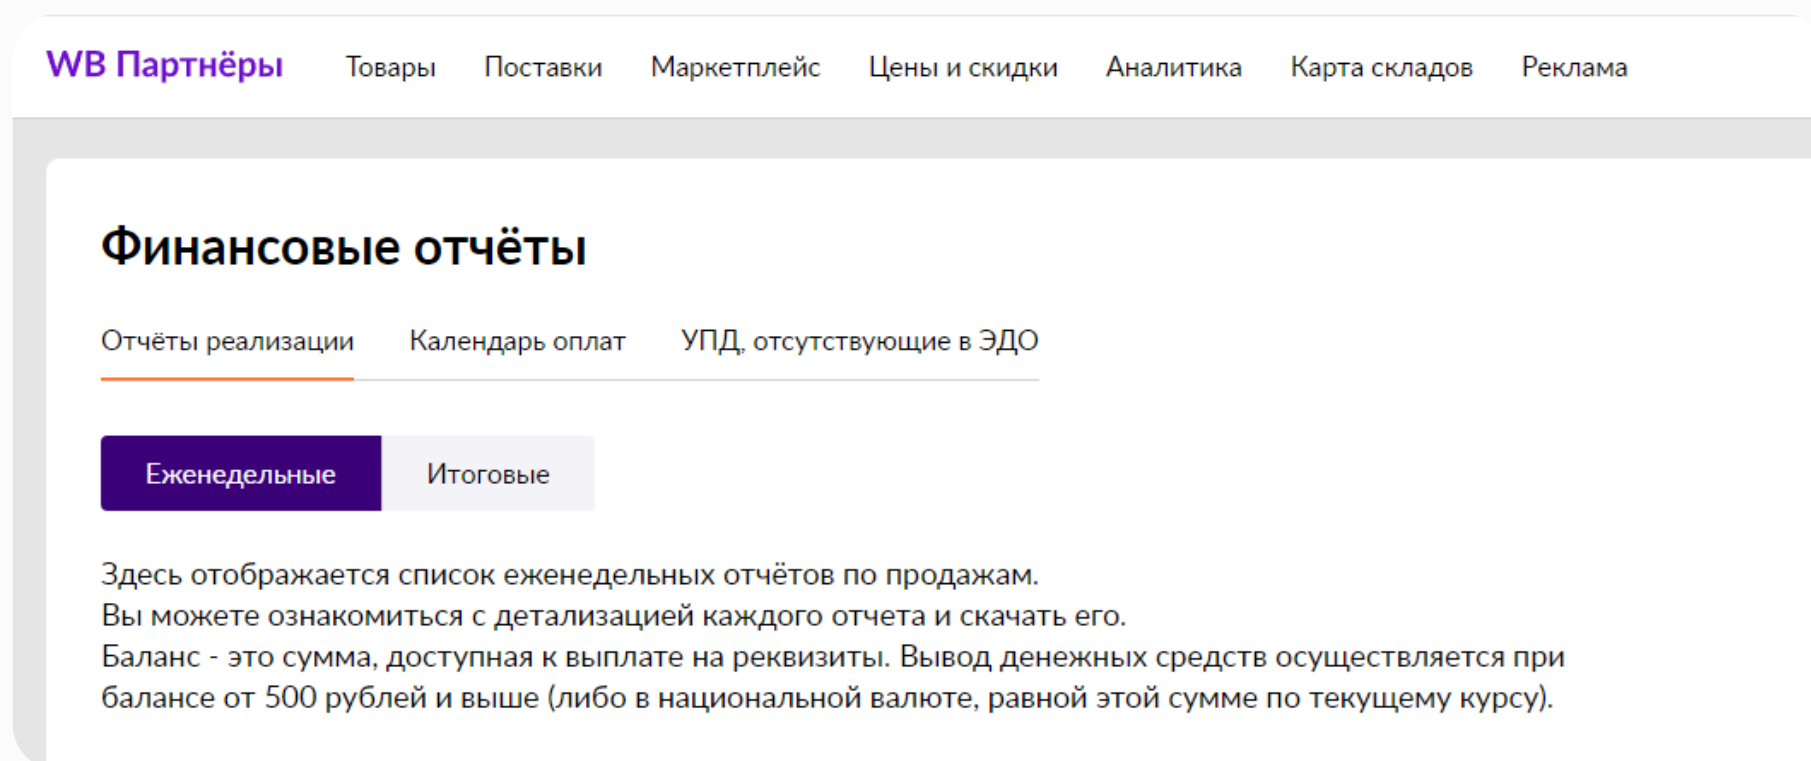 WB Партнёры Товары Поставки Маркетплейс Цены и скидки Аналитика Карта складов Реклама
Финансовые отчёты
Отчёты реализации Календарь оплат УПД, отсутствующие в ЭДО
Еженедельные Итоговые
Здесь отображается список еженедельных отчётов по продажам.
Вы можете ознакомиться с детализацией каждого отчета и скачать его.
Баланс - это сумма, доступная к выплате на реквизиты. Вывод денежных средств осуществляется при
балансе от 500 рублей и выше (либо в национальной валюте, равной этой сумме по текущему курсу).